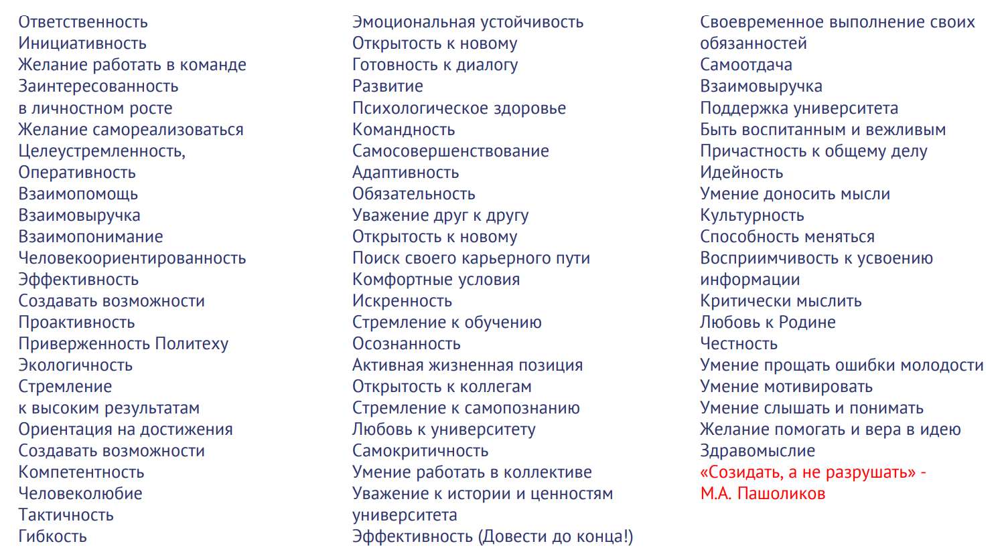 Ответственность
Инициативность
Желание работать в команде
Заинтересованность
в личностном росте
Желание самореализоваться
Целеустремленность,
Оперативность
Взаимопомощь
Взаимовыручка
Взаимопонимание
Человекоориентированность
Эффективность
Создавать возможности
Проактивность
Приверженность Политеху
Экологичность
Стремление
к высоким результатам
Ориентация на достижения
Создавать возможности
Компетентность
Человеколюбие
Тактичность
Гибкость
Эмоциональная устойчивость
Открытость к новому
Готовность к диалогу
Развитие
Психологическое здоровье
Командность
Самосовершенствование
Адаптивность
Обязательность
Уважение друг к другу
Открытость к новому
Поиск своего карьерного пути
Комфортные условия
Искренность
Стремление к обучению
Осознанность
Активная жизненная позиция
Открытость к коллегам
Стремление к самопознанию
Любовь к университету
Самокритичность
Умение работать в коллективе
Уважение к истории и ценностям
университета
Эффективность (Довести до конца!)
Своевременное выполнение своих
обязанностей
Самоотдача
Взаимовыручка
Поддержка университета
Быть воспитанным и вежливым
Причастность к общему делу
Идейность
Умение доносить мысли
Культурность
Способность меняться
Восприимчивость к усвоению
информации
Критически мыслить
Любовь к Родине
Честность
Умение прощать ошибки молодости
Умение мотивировать
Умение слышать и понимать
Желание помогать и вера в идею
Здравомыслие
«Созидать, а не разрушать» -
М.А. Пашоликов